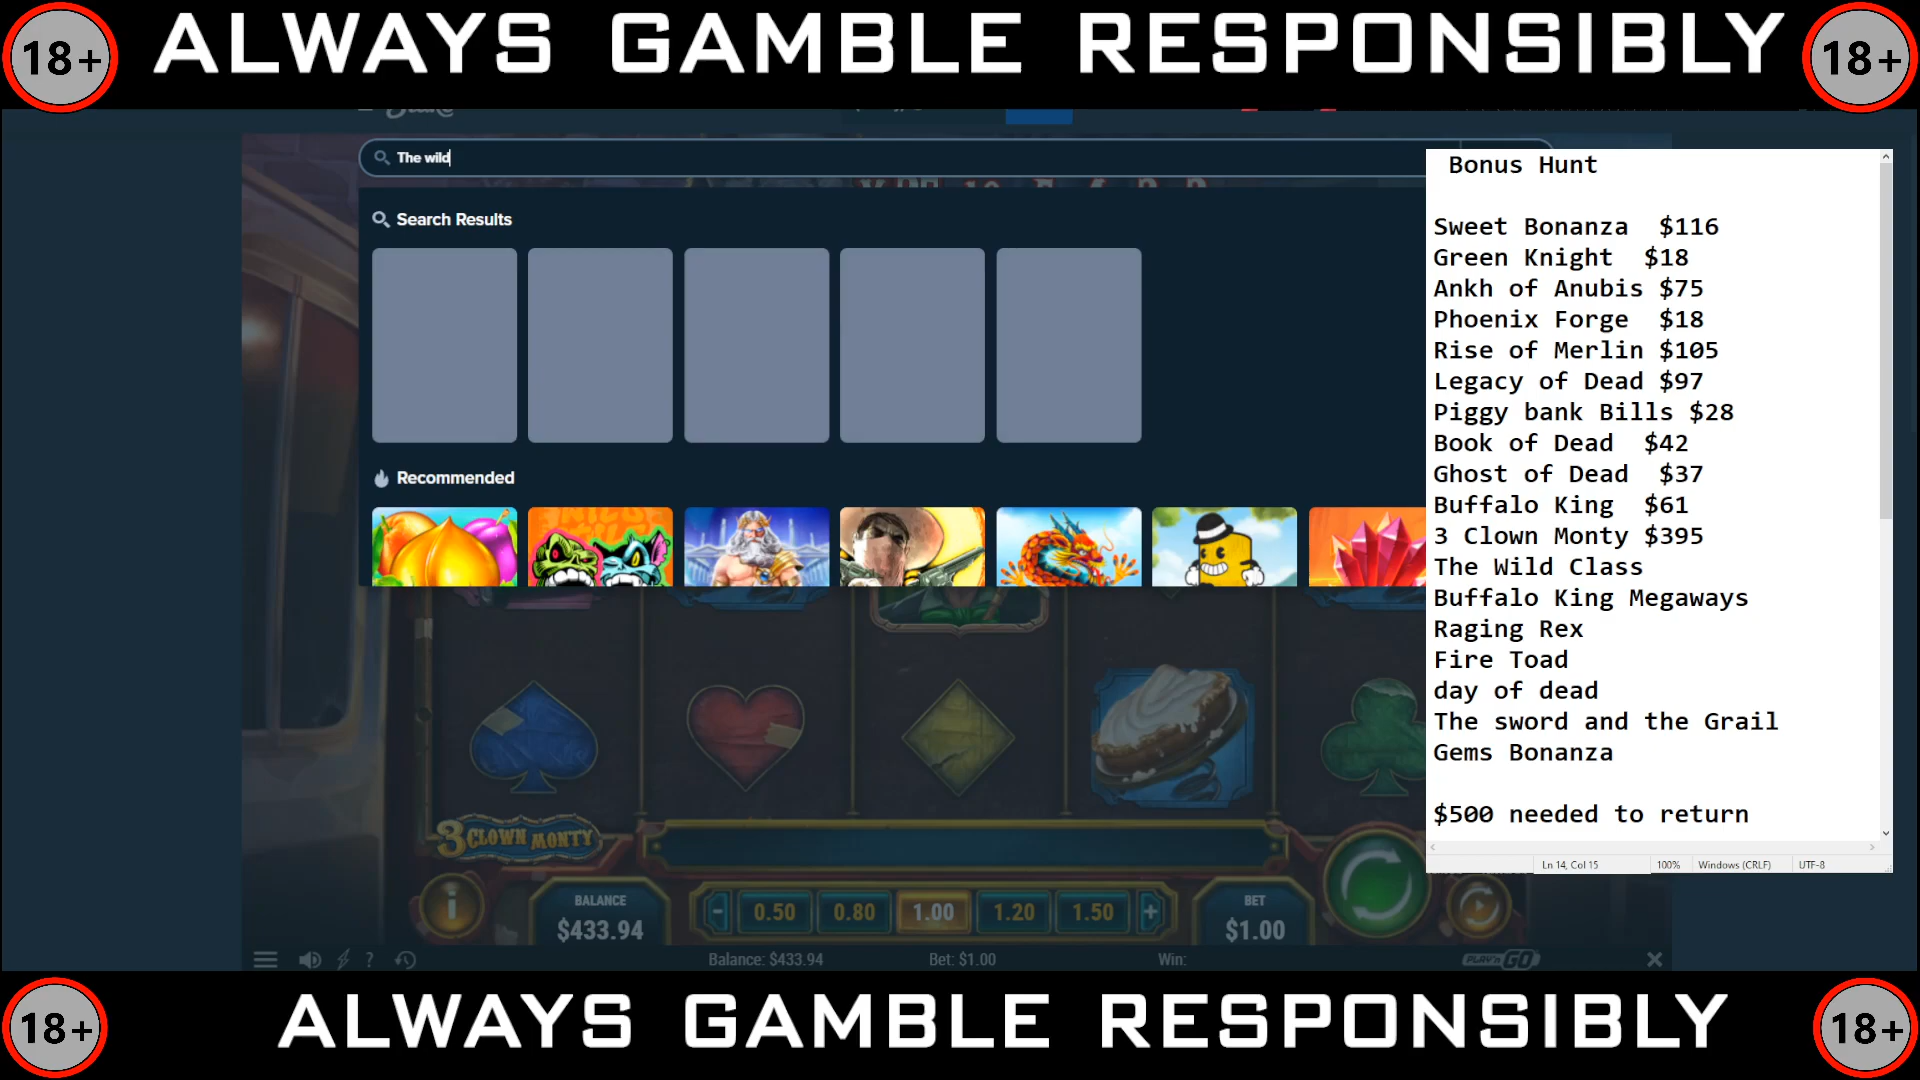 18+ ALWAYS GAMBLE RESPONSIBLY 18+
The wild
Search Results
Recommended
Bonus Hunt
Sweet Bonanza $116
Green Knight $18
Ankh of Anubis $75
Phoenix Forge $18
Rise of Merlin $105
Legacy of Dead $97
Piggy bank Bills $28
Book of Dead $42
Ghost of Dead $37
Buffalo King $61
3 Clown Monty $395
The Wild Class
Buffalo King Megaways
Raging Rex
Fire Toad
day of dead
The sword and the Grail
Gems Bonanza
$500 needed to return
Ln 14, Col 15 100% Windows (CRLF) UTF-8
3 CLOWN MONTY
BALANCE
$433.94
- 0.50 0.80 1.00 1.20 1.50 +
BET
$1.00
? Balance: $433.94 Bet: $1.00 Win: PLAY'n GO
18+ ALWAYS GAMBLE RESPONSIBLY 18+